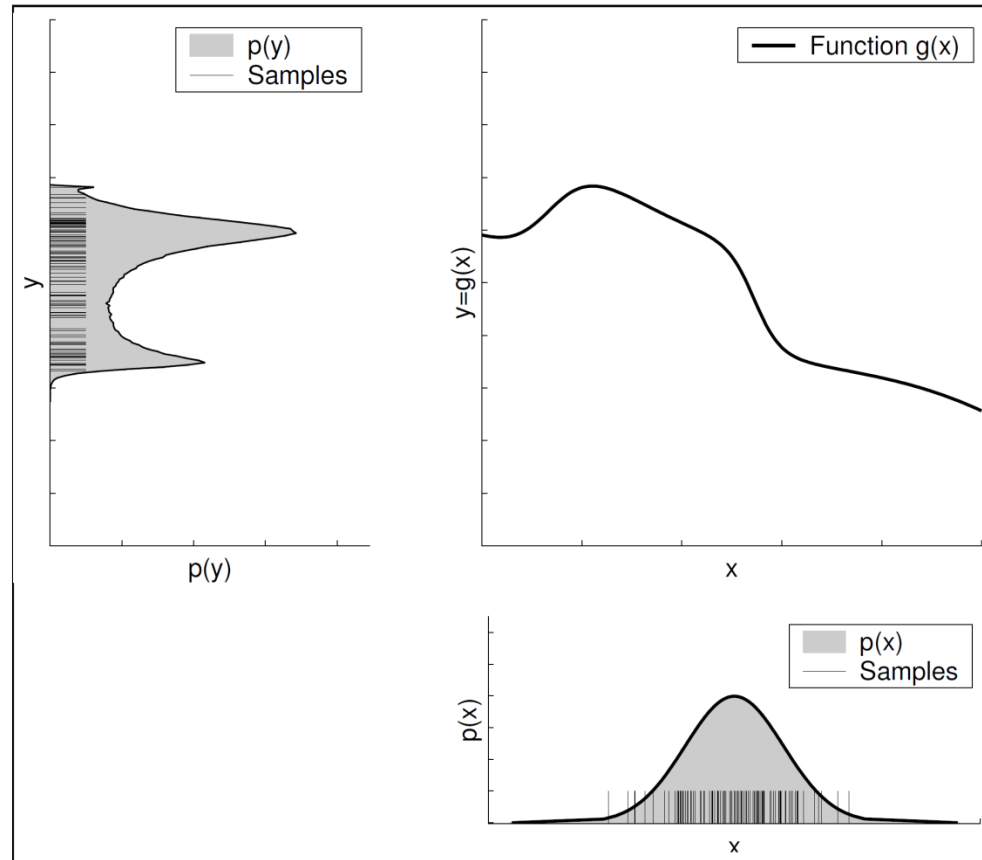 p(y)
Samples
y
p(y)
Function g(x)
y=g(x)
x
p(x)
Samples
p(x)
x